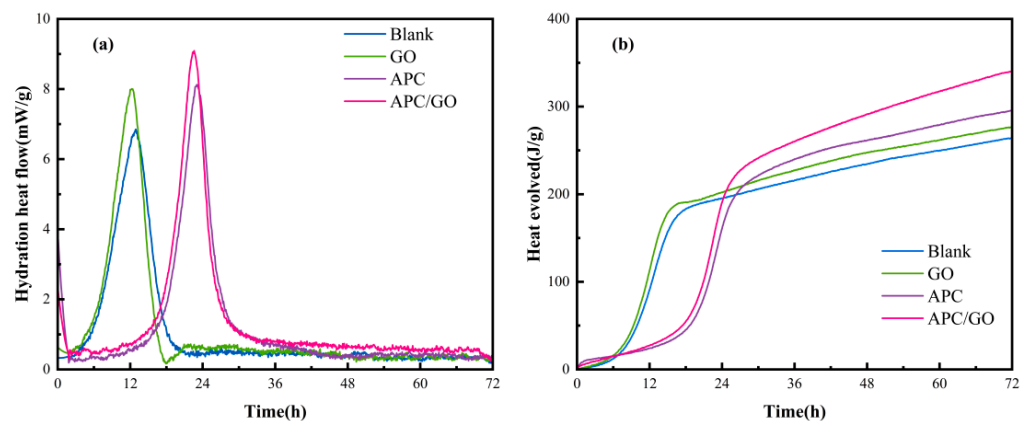 (a)
Blank
GO
APC
APC/GO
Hydration heat flow(mW/g)
10
8
6
4
2
0
0 12 24 36 48 60 72
Time(h)
(b)
Blank
GO
APC
APC/GO
Heat evolved(J/g)
400
300
200
100
0
0 12 24 36 48 60 72
Time(h)